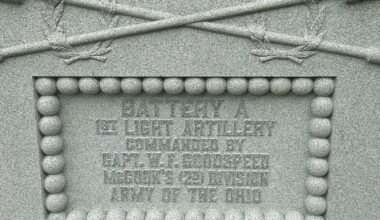 BATTERY A
1ST LIGHT ARTILLERY
COMMANDED BY
CAPT. W. F. GOODSPEED
McCOOK'S (2D) DIVISION
ARMY OF THE OHIO